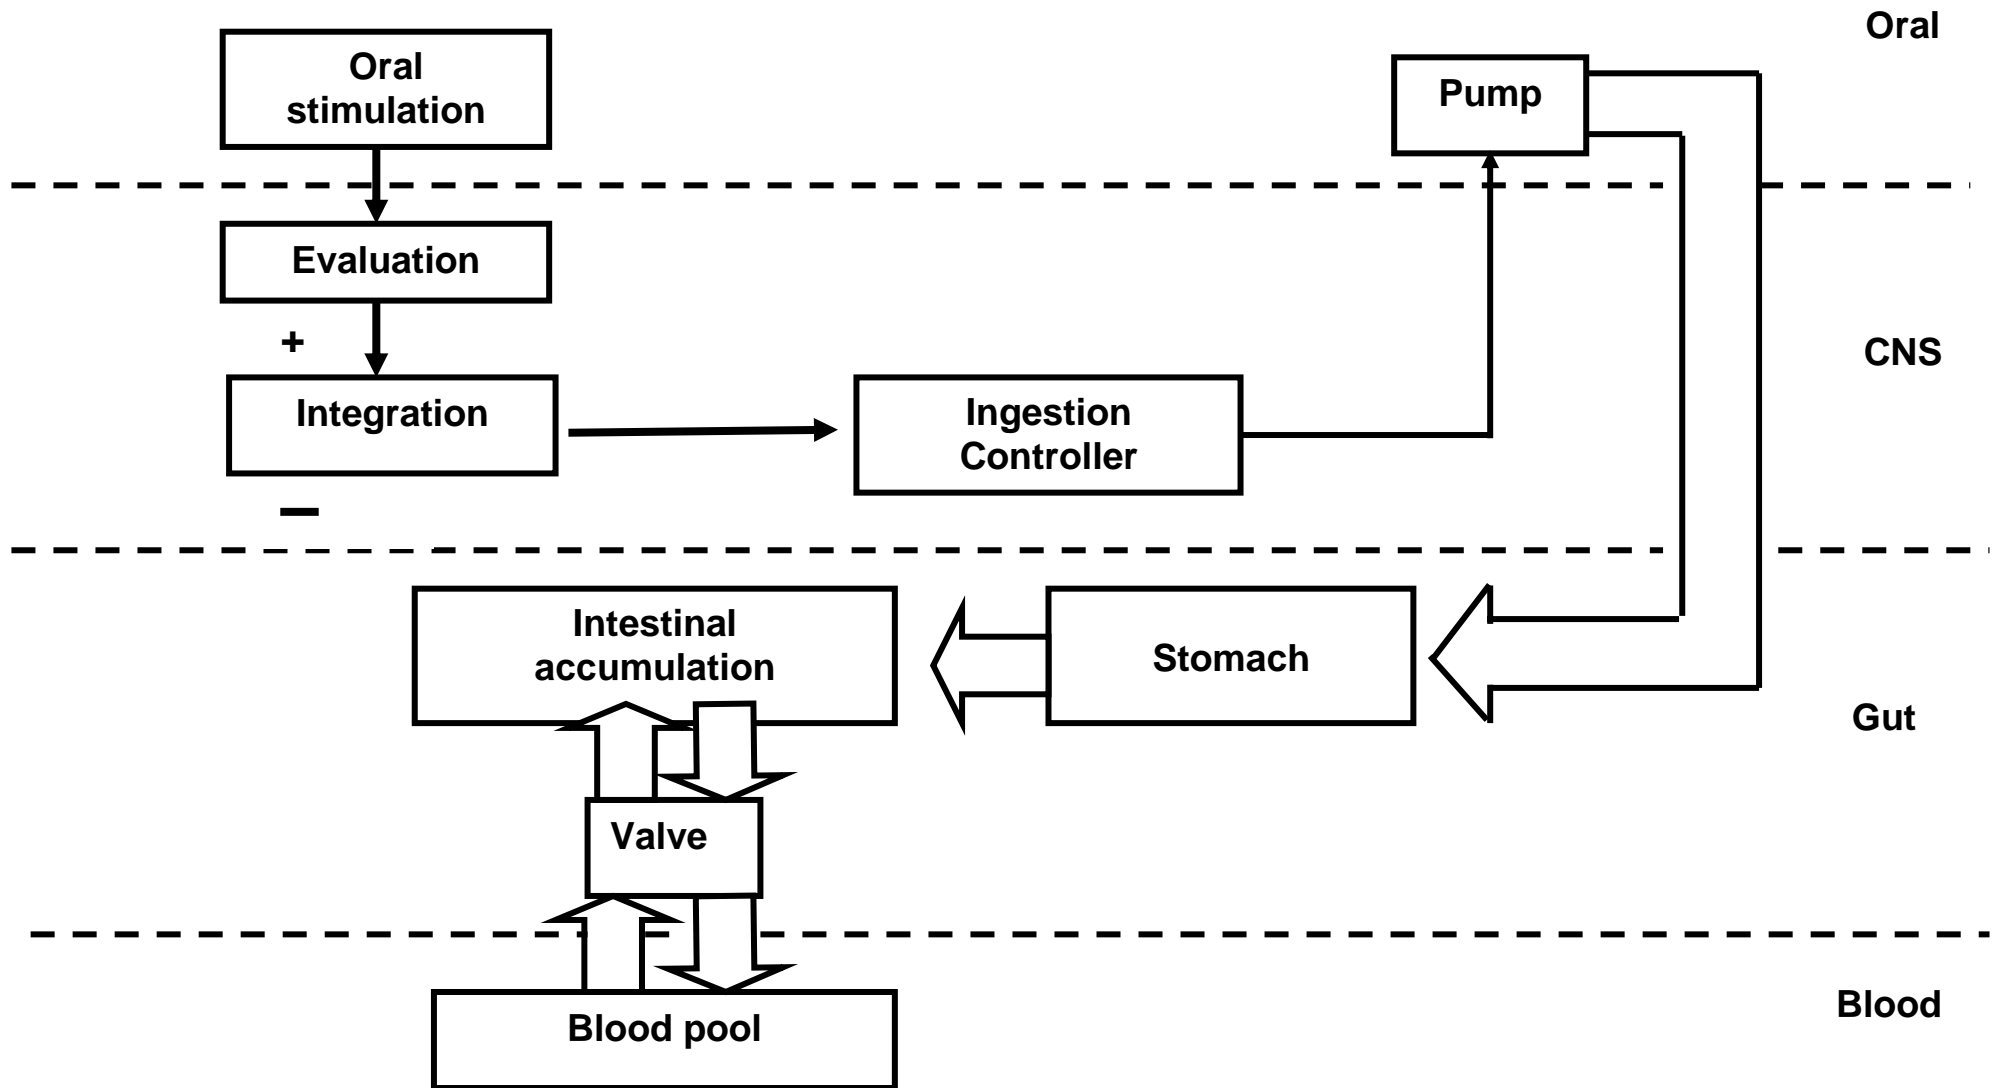 Oral
Oral
stimulation
Pump
Evaluation
+
CNS
Integration
Ingestion
Controller
–
Intestinal
accumulation
Stomach
Gut
Valve
Blood
Blood pool